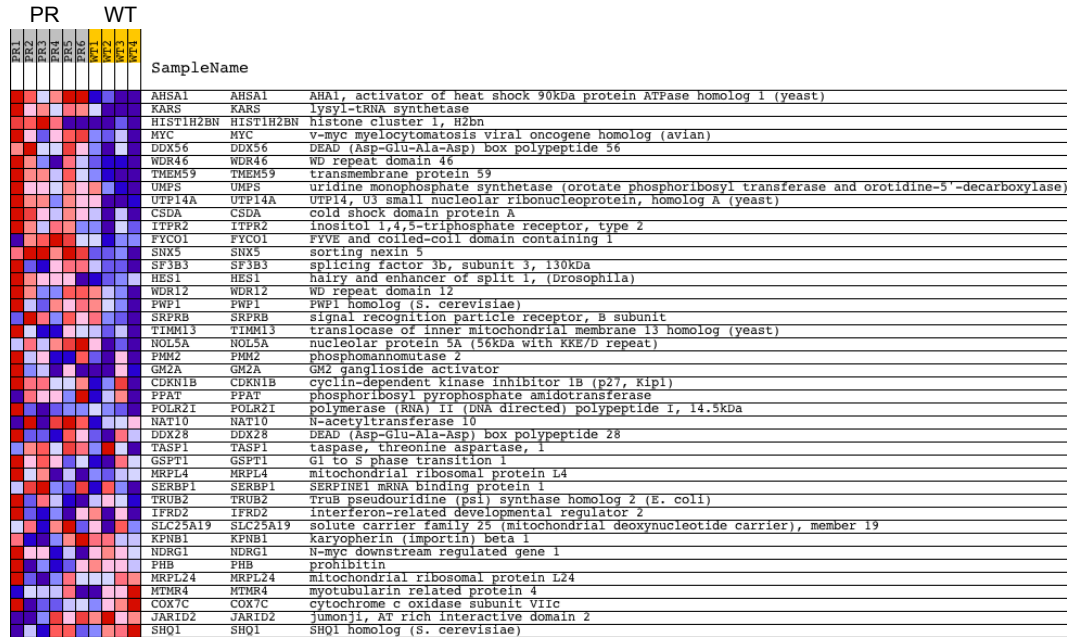 PR WT
PR1 PR2 PR3 PR4 PR5 PR6 WT1 WT2 WT3 WT4
SampleName
AHSA1 AHSA1 AHA1, activator of heat shock 90kDa protein ATPase homolog 1 (yeast)
KARS KARS lysyl-tRNA synthetase
HIST1H2BN HIST1H2BN histone cluster 1, H2bn
MYC MYC v-myc myelocytomatosis viral oncogene homolog (avian)
DDX56 DDX56 DEAD (Asp-Glu-Ala-Asp) box polypeptide 56
WDR46 WDR46 WD repeat domain 46
TMEM59 TMEM59 transmembrane protein 59
UMPS UMPS uridine monophosphate synthetase (orotate phosphoribosyl transferase and orotidine-5'-decarboxylase)
UTP14A UTP14A UTP14, U3 small nucleolar ribonucleoprotein, homolog A (yeast)
CSDA CSDA cold shock domain protein A
ITPR2 ITPR2 inositol 1,4,5-triphosphate receptor, type 2
FYCO1 FYCO1 FYVE and coiled-coil domain containing 1
SNX5 SNX5 sorting nexin 5
SF3B3 SF3B3 splicing factor 3b, subunit 3, 130kDa
HES1 HES1 hairy and enhancer of split 1, (Drosophila)
WDR12 WDR12 WD repeat domain 12
PWP1 PWP1 PWP1 homolog (S. cerevisiae)
SRPRB SRPRB signal recognition particle receptor, B subunit
TIMM13 TIMM13 translocase of inner mitochondrial membrane 13 homolog (yeast)
NOL5A NOL5A nucleolar protein 5A (56kDa with KKE/D repeat)
PMM2 PMM2 phosphomannomutase 2
GM2A GM2A GM2 ganglioside activator
CDKN1B CDKN1B cyclin-dependent kinase inhibitor 1B (p27, Kip1)
PPAT PPAT phosphoribosyl pyrophosphate amidotransferase
POLR2I POLR2I polymerase (RNA) II (DNA directed) polypeptide I, 14.5kDa
NAT10 NAT10 N-acetyltransferase 10
DDX28 DDX28 DEAD (Asp-Glu-Ala-Asp) box polypeptide 28
TASP1 TASP1 taspase, threonine aspartase, 1
GSPT1 GSPT1 G1 to S phase transition 1
MRPL4 MRPL4 mitochondrial ribosomal protein L4
SERBP1 SERBP1 SERPINE1 mRNA binding protein 1
TRUB2 TRUB2 TruB pseudouridine (psi) synthase homolog 2 (E. coli)
IFRD2 IFRD2 interferon-related developmental regulator 2
SLC25A19 SLC25A19 solute carrier family 25 (mitochondrial deoxynucleotide carrier), member 19
KPNB1 KPNB1 karyopherin (importin) beta 1
NDRG1 NDRG1 N-myc downstream regulated gene 1
PHB PHB prohibitin
MRPL24 MRPL24 mitochondrial ribosomal protein L24
MTMR4 MTMR4 myotubularin related protein 4
COX7C COX7C cytochrome c oxidase subunit VIIc
JARID2 JARID2 jumonji, AT rich interactive domain 2
SHQ1 SHQ1 SHQ1 homolog (S. cerevisiae)